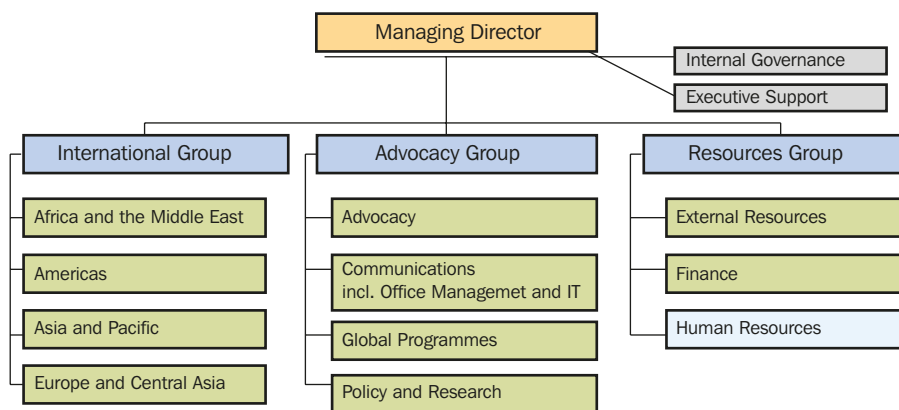 Managing Director
Internal Governance
Executive Support
International Group
Advocacy Group
Resources Group
Africa and the Middle East
Advocacy
External Resources
Americas
Communications
incl. Office Managemet and IT
Finance
Asia and Pacific
Global Programmes
Human Resources
Europe and Central Asia
Policy and Research